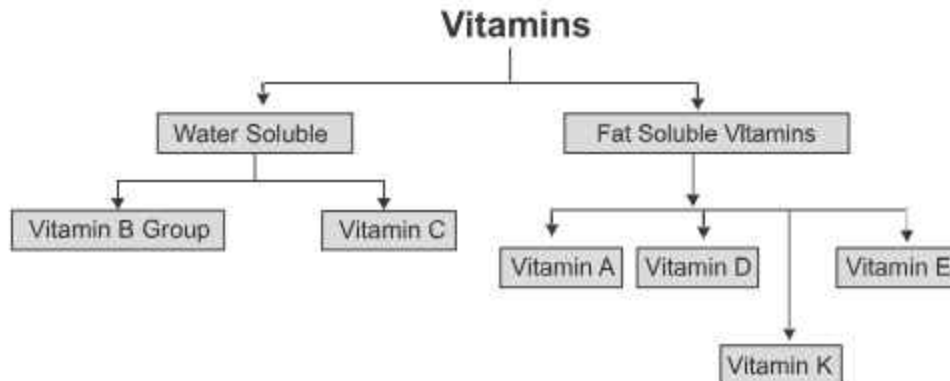 Vitamins
Water Soluble
Fat Soluble Vitamins
Vitamin B Group
Vitamin C
Vitamin A
Vitamin D
Vitamin E
Vitamin K